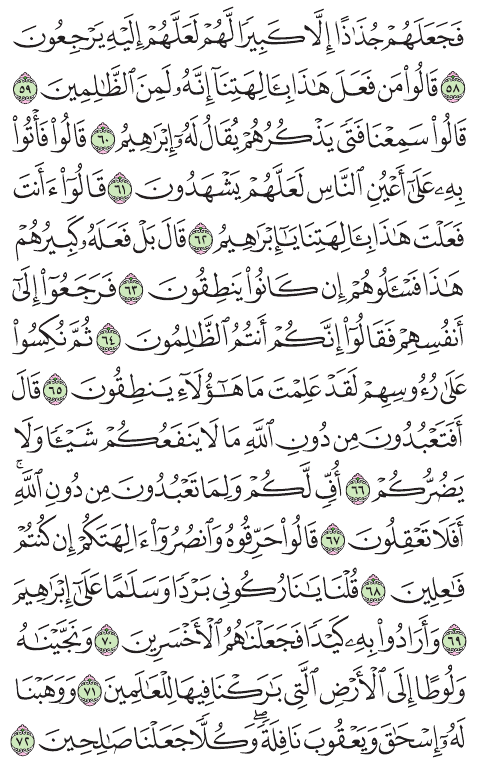 فَجَعَلَهُمْ جُذَٰذًا إِلَّا كَبِيرًا لَّهُمْ لَعَلَّهُمْ إِلَيْهِ يَرْجِعُونَ
٥٨ قَالُوا۟ مَن فَعَلَ هَٰذَا بِـَٔالِهَتِنَآ إِنَّهُۥ لَمِنَ ٱلظَّٰلِمِينَ ٥٩
قَالُوا۟ سَمِعْنَا فَتًى يَذْكُرُهُمْ يُقَالُ لَهُۥٓ إِبْرَٰهِيمُ ٦٠ قَالُوا۟ فَأْتُوا۟
بِهِۦ عَلَىٰٓ أَعْيُنِ ٱلنَّاسِ لَعَلَّهُمْ يَشْهَدُونَ ٦١ قَالُوٓا۟ ءَأَنتَ
فَعَلْتَ هَٰذَا بِـَٔالِهَتِنَا يَٰٓإِبْرَٰهِيمُ ٦٢ قَالَ بَلْ فَعَلَهُۥ كَبِيرُهُمْ
هَٰذَا فَسْـَٔلُوهُمْ إِن كَانُوا۟ يَنطِقُونَ ٦٣ فَرَجَعُوٓا۟ إِلَىٰٓ
أَنفُسِهِمْ فَقَالُوٓا۟ إِنَّكُمْ أَنتُمُ ٱلظَّٰلِمُونَ ٦٤ ثُمَّ نُكِسُوا۟
عَلَىٰ رُءُوسِهِمْ لَقَدْ عَلِمْتَ مَا هَٰٓؤُلَآءِ يَنطِقُونَ ٦٥ قَالَ
أَفَتَعْبُدُونَ مِن دُونِ ٱللَّهِ مَا لَا يَنفَعُكُمْ شَيْـًٔا وَلَا
يَضُرُّكُمْ ٦٦ أُفٍّ لَّكُمْ وَلِمَا تَعْبُدُونَ مِن دُونِ ٱللَّهِ ۖ
أَفَلَا تَعْقِلُونَ ٦٧ قَالُوا۟ حَرِّقُوهُ وَٱنصُرُوٓا۟ ءَالِهَتَكُمْ إِن كُنتُمْ
فَٰعِلِينَ ٦٨ قُلْنَا يَٰنَارُ كُونِى بَرْدًا وَسَلَٰمًا عَلَىٰٓ إِبْرَٰهِيمَ
٦٩ وَأَرَادُوا۟ بِهِۦ كَيْدًا فَجَعَلْنَٰهُمُ ٱلْأَخْسَرِينَ ٧٠ وَنَجَّيْنَٰهُ
وَلُوطًا إِلَى ٱلْأَرْضِ ٱلَّتِى بَٰرَكْنَا فِيهَا لِلْعَٰلَمِينَ ٧١ وَوَهَبْنَا
لَهُۥٓ إِسْحَٰقَ وَيَعْقُوبَ نَافِلَةً ۖ وَكُلًّا جَعَلْنَا صَٰلِحِينَ ٧٢